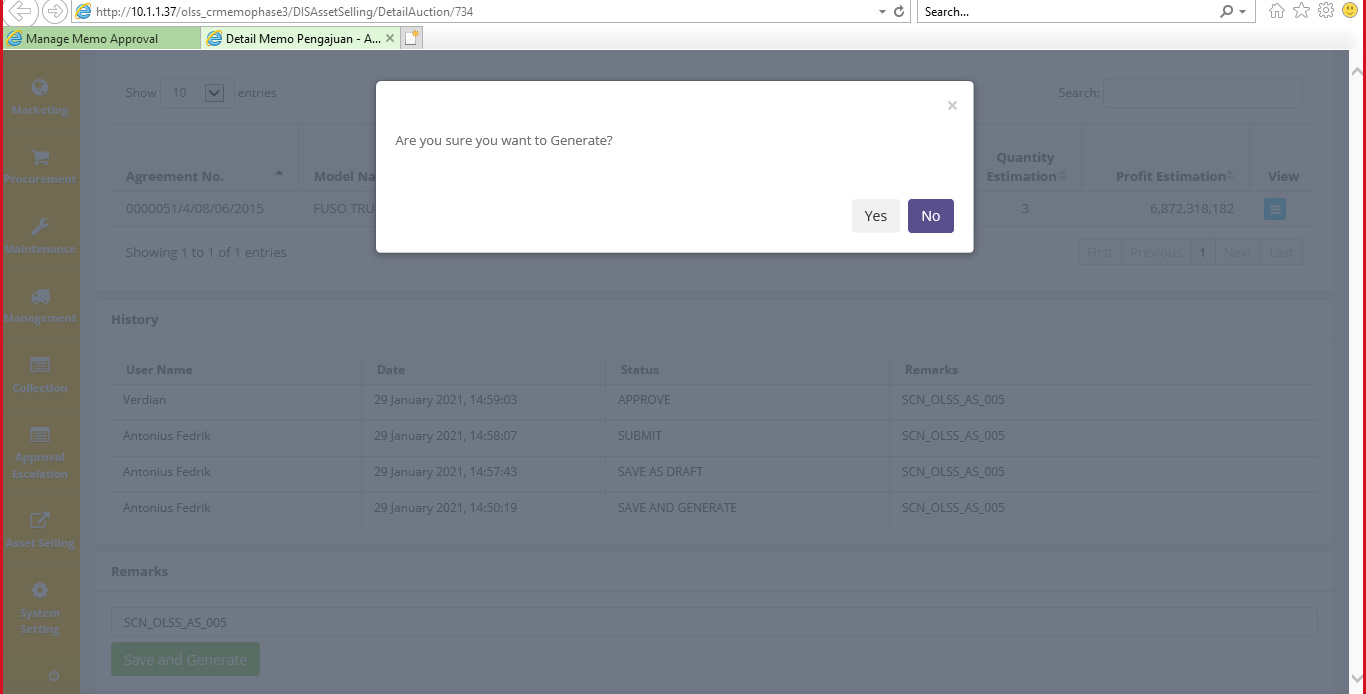 http://10.1.1.37/olss_crmemophase3/DISAssetSelling/DetailAuction/734
Search...
Manage Memo Approval
Detail Memo Pengajuan - A...
Marketing
Procurement
Maintenance
Management
Collection
Approval
Escalation
Asset Selling
System
Setting
Show 10 entries
Search:
Are you sure you want to Generate?
Yes No
Agreement No. Model Na Quantity Estimation Profit Estimation View
0000051/4/08/06/2015 FUSO TRU 3 6,872,318,182
Showing 1 to 1 of 1 entries
First Previous 1 Next Last
History
User Name Date Status Remarks
Verdian 29 January 2021, 14:59:03 APPROVE SCN_OLSS_AS_005
Antonius Fedrik 29 January 2021, 14:58:07 SUBMIT SCN_OLSS_AS_005
Antonius Fedrik 29 January 2021, 14:57:43 SAVE AS DRAFT SCN_OLSS_AS_005
Antonius Fedrik 29 January 2021, 14:50:19 SAVE AND GENERATE SCN_OLSS_AS_005
Remarks
SCN_OLSS_AS_005
Save and Generate